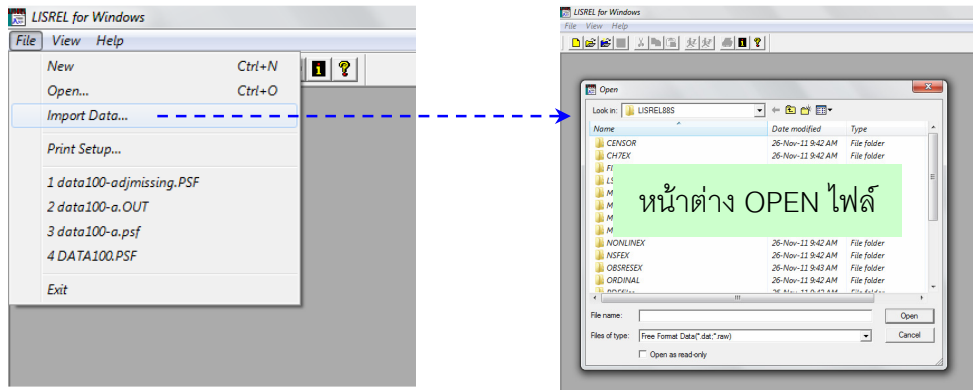 LISREL for Windows
File View Help
New Ctrl+N
Open... Ctrl+O
Import Data...
Print Setup...
1 data100-adjmissing.PSF
2 data100-a.OUT
3 data100-a.psf
4 DATA100.PSF
Exit
LISREL for Windows
File View Help
Open
Look in: LISREL88S
Name Date modified Type
CENSOR 26-Nov-11 9:42 AM File folder
CH7EX 26-Nov-11 9:42 AM File folder
หน้าต่าง OPEN ไฟล์
NONLINEX 26-Nov-11 9:42 AM File folder
NSFEX 26-Nov-11 9:42 AM File folder
OBSRESEX 26-Nov-11 9:43 AM File folder
ORDINAL 26-Nov-11 9:42 AM File folder
File name: Open
Files of type: Free Format Data(*.dat;*.raw) Cancel
Open as read-only